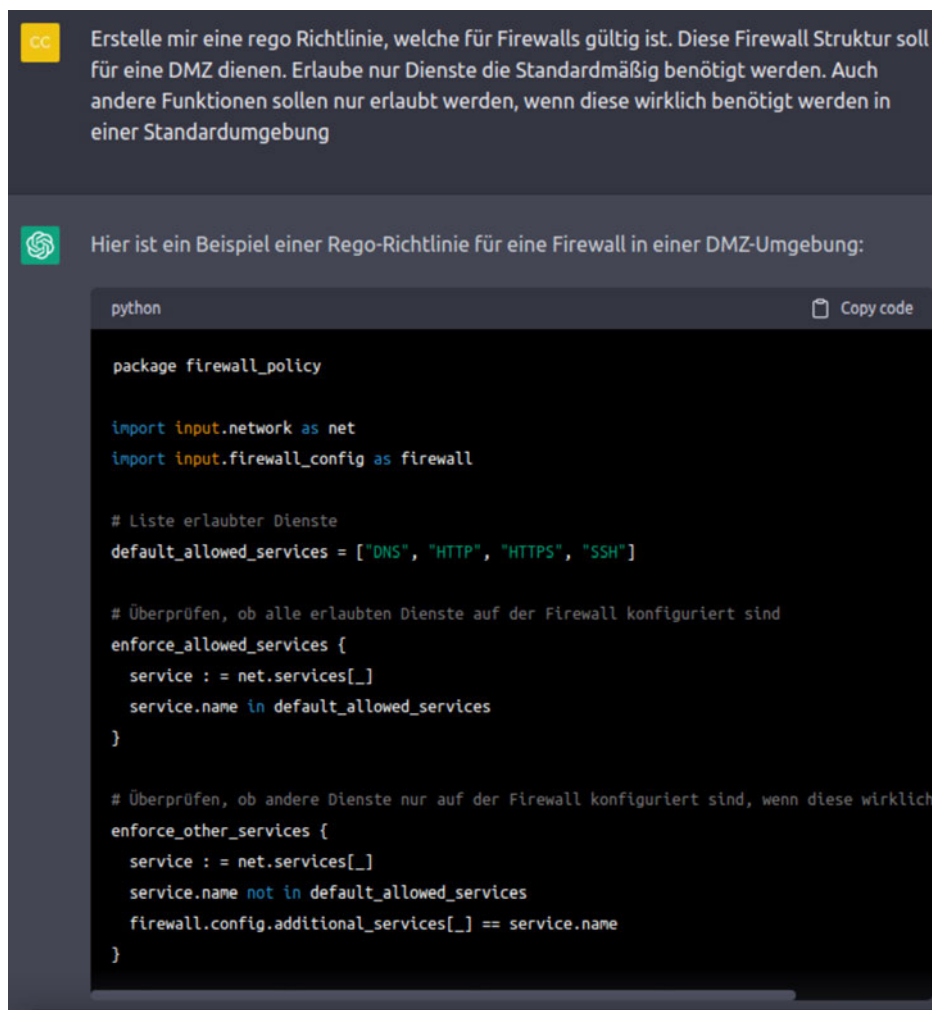 CC
Erstelle mir eine rego Richtlinie, welche für Firewalls gültig ist. Diese Firewall Struktur soll
für eine DMZ dienen. Erlaube nur Dienste die Standardmäßig benötigt werden. Auch
andere Funktionen sollen nur erlaubt werden, wenn diese wirklich benötigt werden in
einer Standardumgebung
Hier ist ein Beispiel einer Rego-Richtlinie für eine Firewall in einer DMZ-Umgebung:
python Copy code
package firewall_policy
import input.network as net
import input.firewall_config as firewall
# Liste erlaubter Dienste
default_allowed_services = ["DNS", "HTTP", "HTTPS", "SSH"]
# Überprüfen, ob alle erlaubten Dienste auf der Firewall konfiguriert sind
enforce_allowed_services {
service : = net.services[_]
service.name in default_allowed_services
}
# Überprüfen, ob andere Dienste nur auf der Firewall konfiguriert sind, wenn diese wirklich
enforce_other_services {
service : = net.services[_]
service.name not in default_allowed_services
firewall.config.additional_services[_] == service.name
}